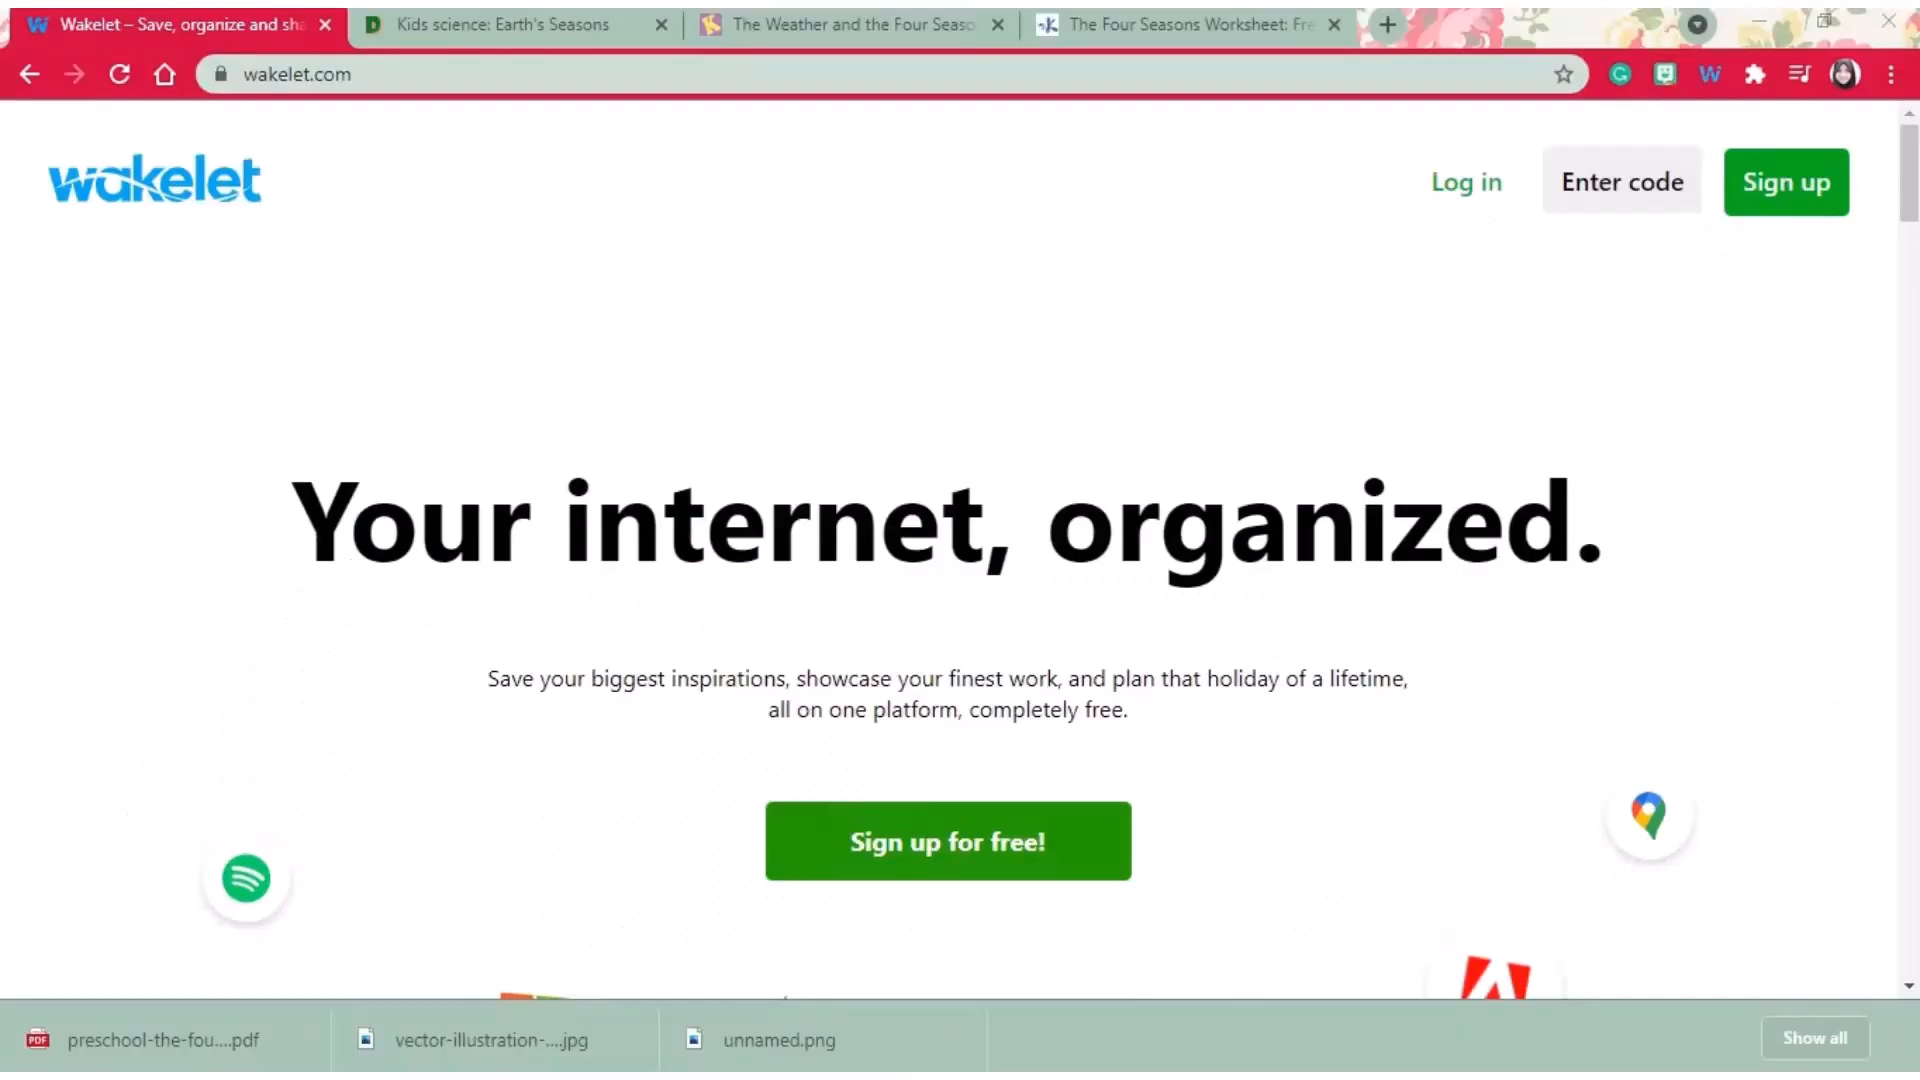 Wakelet – Save, organize and sha
Kids science: Earth's Seasons
The Weather and the Four Seaso
The Four Seasons Worksheet: Fre
wakelet.com
wakelet
Log in
Enter code
Sign up
Your internet, organized.
Save your biggest inspirations, showcase your finest work, and plan that holiday of a lifetime,
all on one platform, completely free.
Sign up for free!
PDF
preschool-the-fou....pdf
vector-illustration-....jpg
unnamed.png
Show all